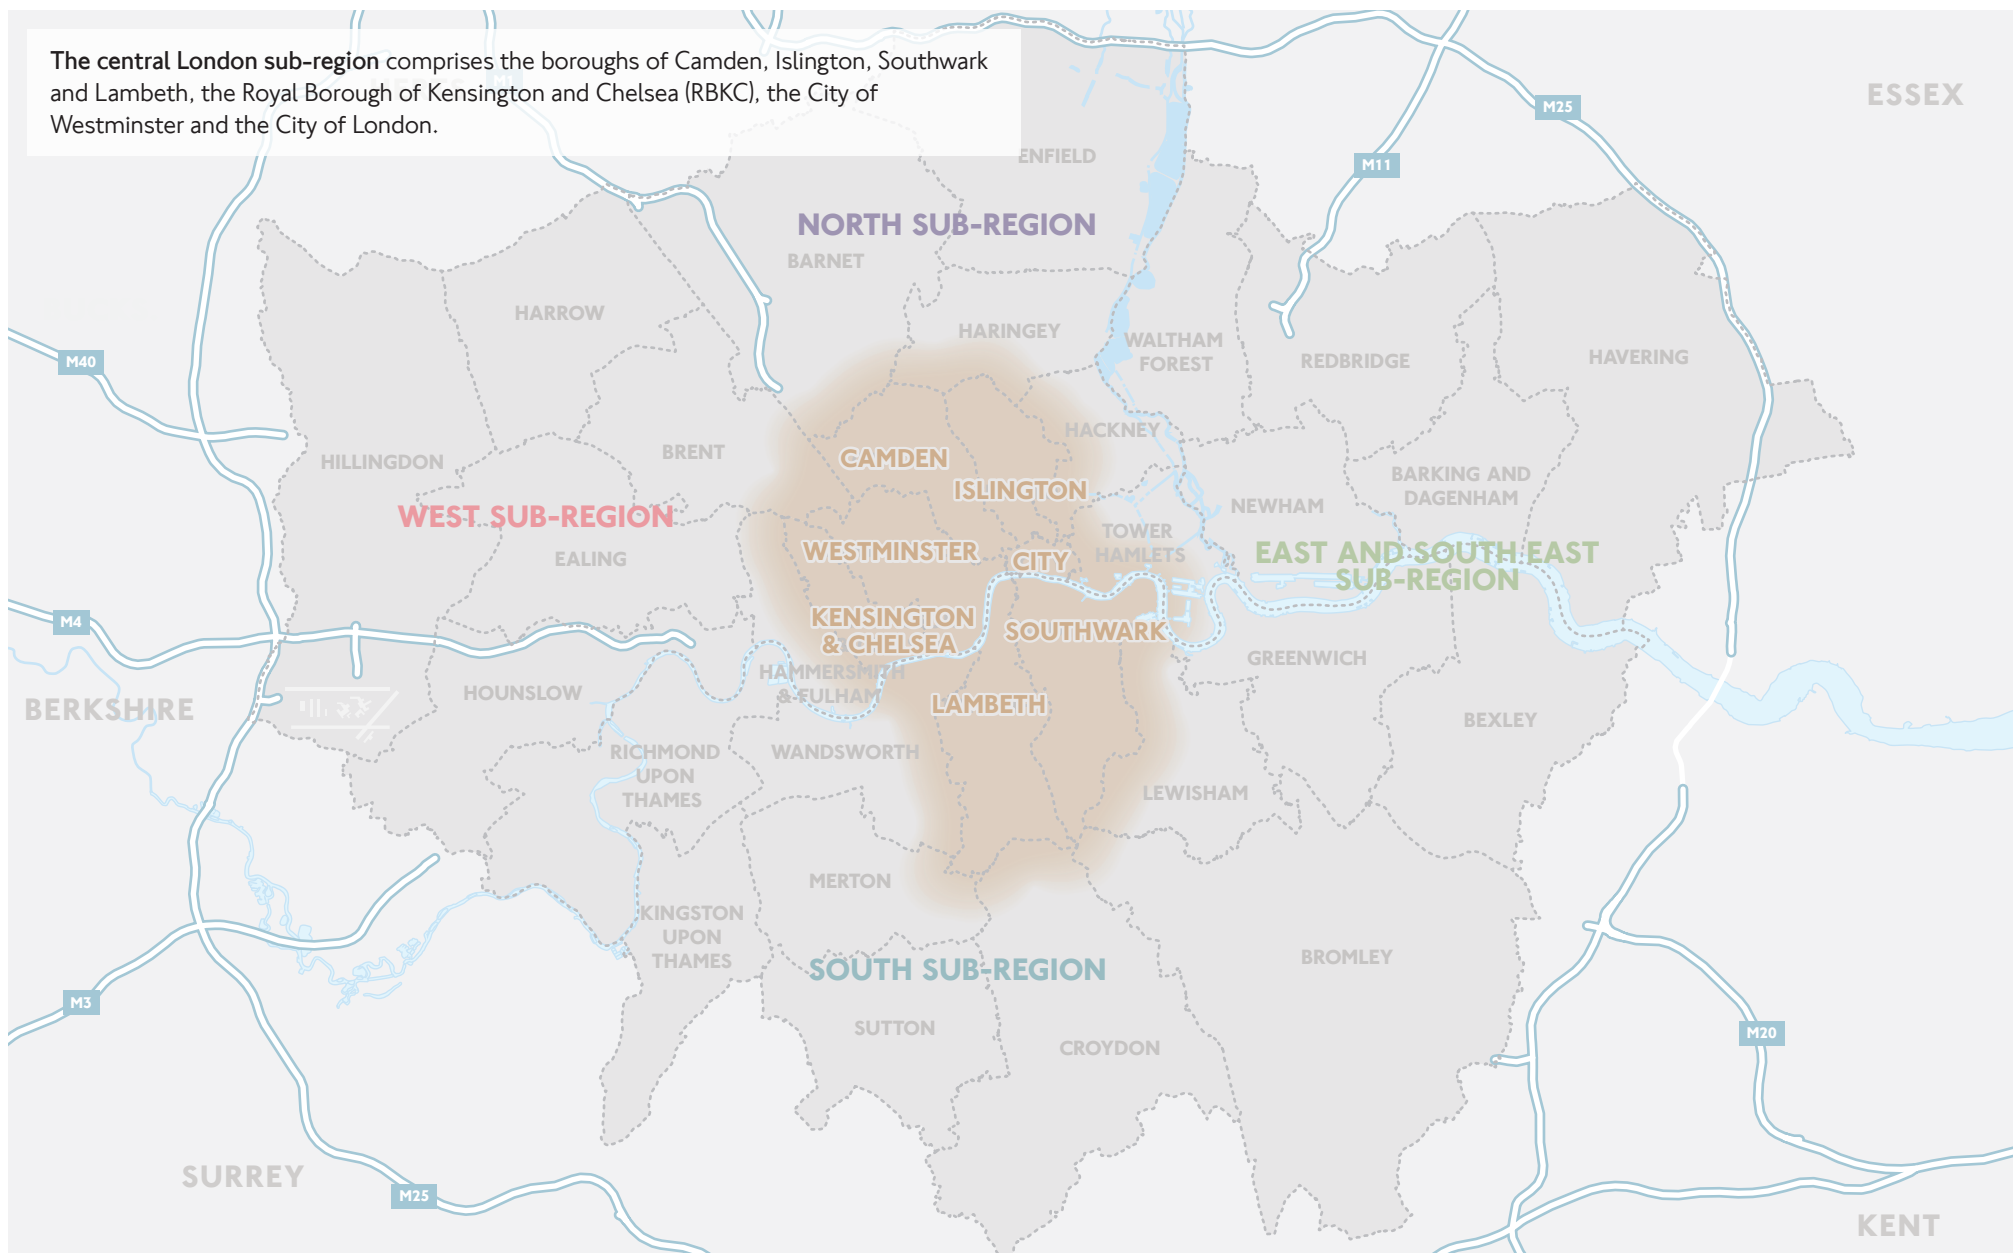 The central London sub-region comprises the boroughs of Camden, Islington, Southwark
and Lambeth, the Royal Borough of Kensington and Chelsea (RBKC), the City of
Westminster and the City of London.
HERTS
M1
ESSEX
M25
M11
ENFIELD
NORTH SUB-REGION
BARNET
HARROW
HARINGEY
WALTHAM
FOREST
REDBRIDGE
HAVERING
M40
HACKNEY
BRENT
CAMDEN
HILLINGDON
BARKING AND
DAGENHAM
ISLINGTON
NEWHAM
WEST SUB-REGION
TOWER
HAMLETS
WESTMINSTER
CITY
EAST AND SOUTH EAST
SUB-REGION
EALING
M4
KENSINGTON
& CHELSEA
SOUTHWARK
GREENWICH
HAMMERSMITH
& FULHAM
HOUNSLOW
BERKSHIRE
LAMBETH
BEXLEY
RICHMOND
UPON
THAMES
WANDSWORTH
LEWISHAM
MERTON
KINGSTON
UPON
THAMES
BROMLEY
SOUTH SUB-REGION
M3
SUTTON
CROYDON
M20
SURREY
M25
KENT